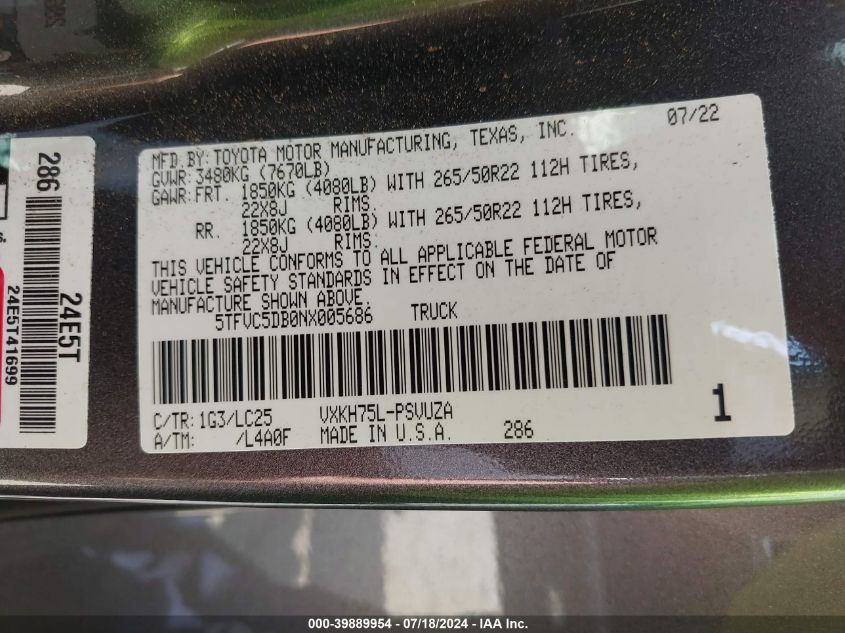 MFD.BY:TOYOTA MOTOR MANUFACTURING, TEXAS, INC. 07/22
GVWR:3480KG (7670LB)
GAWR:FRT. 1850KG (4080LB) WITH 265/50R22 112H TIRES,
22X8J RIMS.
RR. 1850KG (4080LB) WITH 265/50R22 112H TIRES,
22X8J RIMS.
THIS VEHICLE CONFORMS TO ALL APPLICABLE FEDERAL MOTOR
VEHICLE SAFETY STANDARDS IN EFFECT ON THE DATE OF
MANUFACTURE SHOWN ABOVE.
5TFVC5DB0NX005686 TRUCK
C/TR: 1G3/LC25 VXKH75L-PSVUZA 1
A/TM: /L4A0F MADE IN U.S.A. 286
286
24E5T
24E5T41699
000-39889954 - 07/18/2024 - IAA Inc.